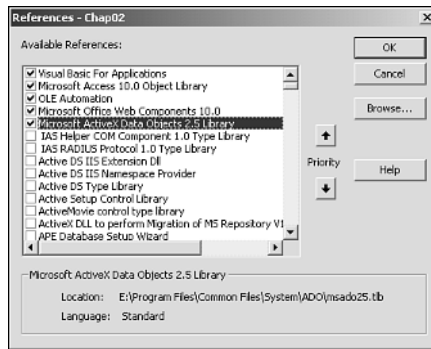 References - Chap02
Available References:
OK
Visual Basic For Applications
Microsoft Access 10.0 Object Library
OLE Automation
Microsoft Office Web Components 10.0
Microsoft ActiveX Data Objects 2.5 Library
IAS Helper COM Component 1.0 Type Library
IAS RADIUS Protocol 1.0 Type Library
Active DS IIS Extension Dll
Active DS IIS Namespace Provider
Active DS Type Library
Active Setup Control Library
ActiveMovie control type library
ActiveX DLL to perform Migration of MS Repository V1
APE Database Setup Wizard
Cancel
Browse...
Priority
Help
Microsoft ActiveX Data Objects 2.5 Library
Location: E:\Program Files\Common Files\System\ADO\msado25.tlb
Language: Standard